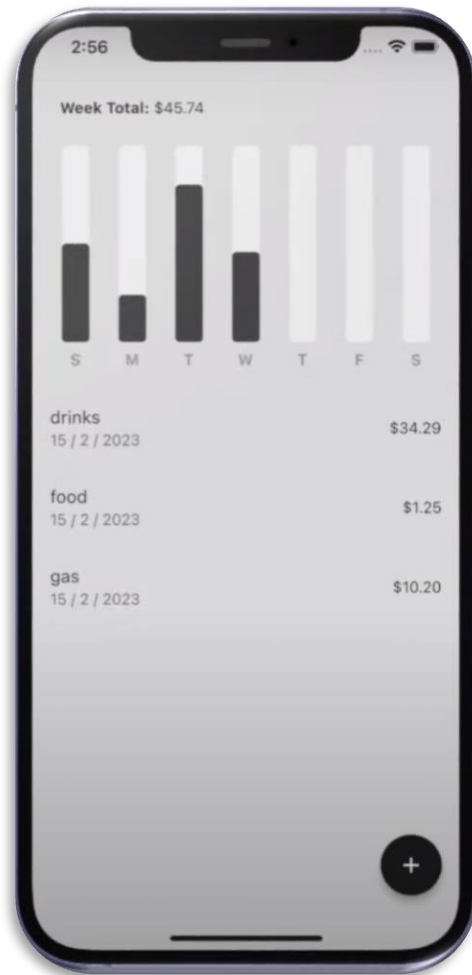 2:56
Week Total: $45.74
S M T W T F S
drinks
15 / 2 / 2023
$34.29
food
15 / 2 / 2023
$1.25
gas
15 / 2 / 2023
$10.20
+